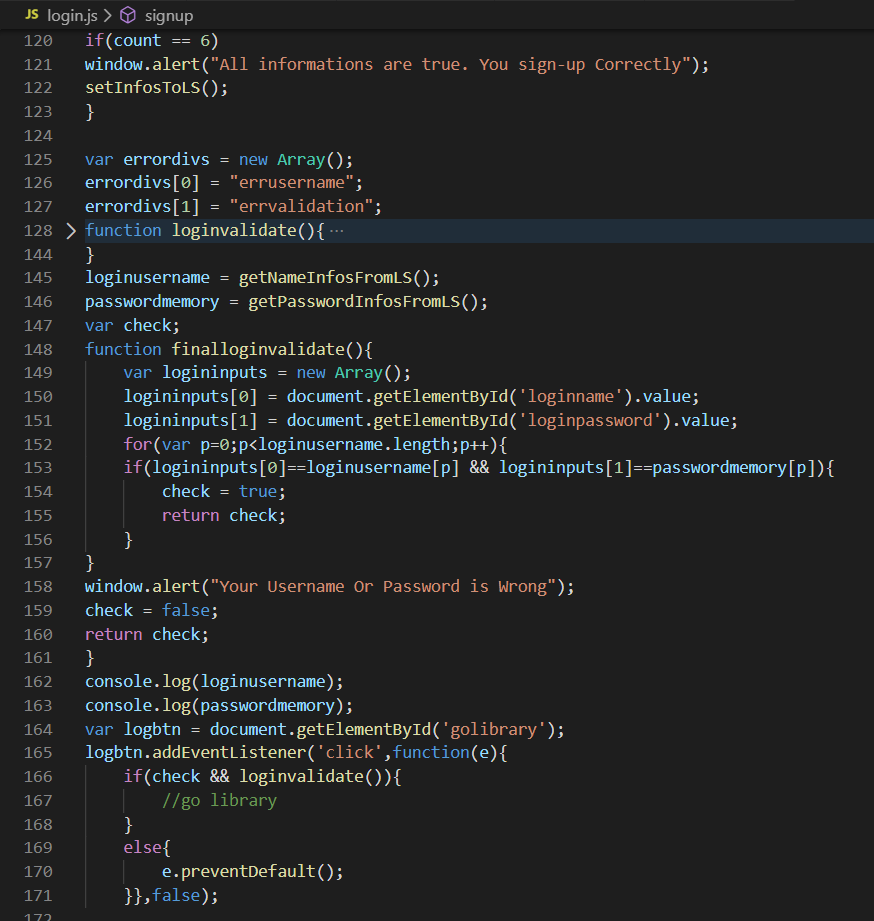 JS login.js > signup
120 if(count == 6)
121 window.alert("All informations are true. You sign-up Correctly");
122 setInfosToLS();
123 }
124
125 var errordivs = new Array();
126 errordivs[0] = "errusername";
127 errordivs[1] = "errvalidation";
128 > function loginvalidate(){ ···
144 }
145 loginusername = getNameInfosFromLS();
146 passwordmemory = getPasswordInfosFromLS();
147 var check;
148 function finalloginvalidate(){
149 var logininputs = new Array();
150 logininputs[0] = document.getElementById('loginname').value;
151 logininputs[1] = document.getElementById('loginpassword').value;
152 for(var p=0;p<loginusername.length;p++){
153 if(logininputs[0]==loginusername[p] && logininputs[1]==passwordmemory[p]){
154 check = true;
155 return check;
156 }
157 }
158 window.alert("Your Username Or Password is Wrong");
159 check = false;
160 return check;
161 }
162 console.log(loginusername);
163 console.log(passwordmemory);
164 var logbtn = document.getElementById('golibrary');
165 logbtn.addEventListener('click',function(e){
166 if(check && loginvalidate()){
167 //go library
168 }
169 else{
170 e.preventDefault();
171 }},false);
172